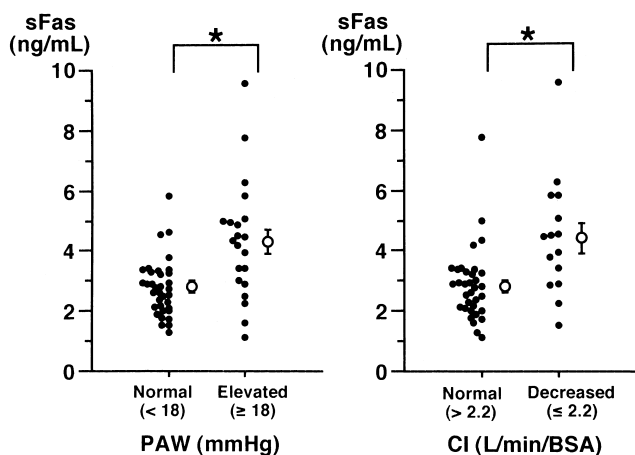 sFas
(ng/mL)
*
10
8
6
4
2
0
Normal
(< 18)
Elevated
(≥ 18)
PAW (mmHg)
sFas
(ng/mL)
*
10
8
6
4
2
0
Normal
(> 2.2)
Decreased
(≤ 2.2)
CI (L/min/BSA)